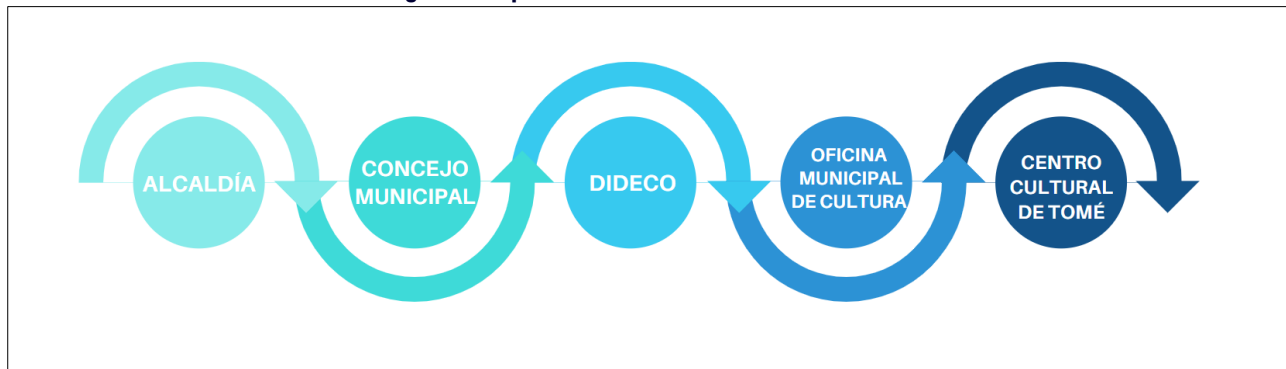 ALCALDÍA
CONCEJO
MUNICIPAL
DIDECO
OFICINA
MUNICIPAL
DE CULTURA
CENTRO
CULTURAL
DE TOMÉ